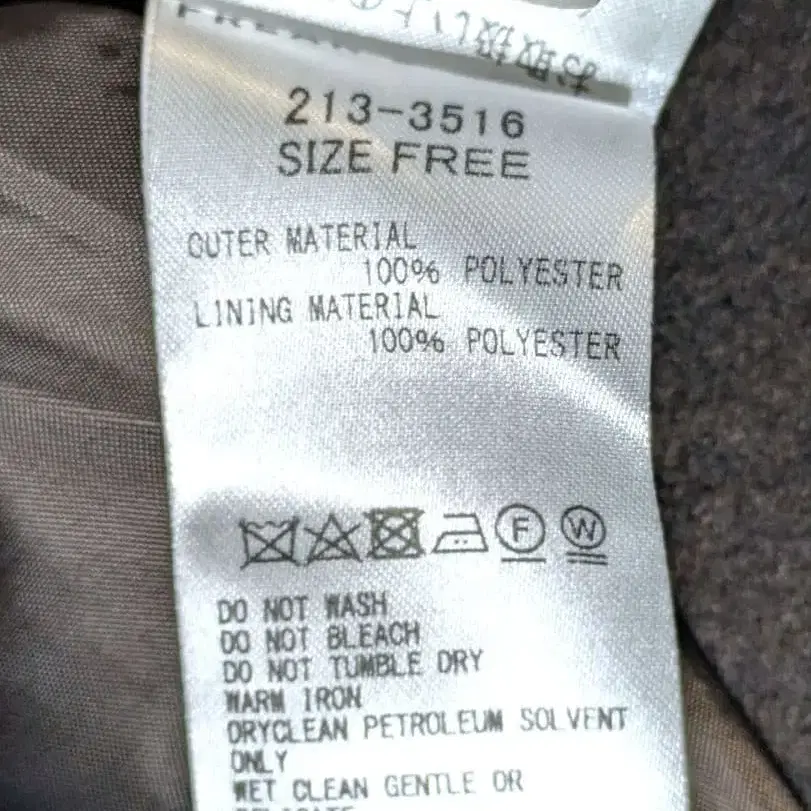 213-3516
SIZE FREE
OUTER MATERIAL
100% POLYESTER
LINING MATERIAL
100% POLYESTER
F W
DO NOT WASH
DO NOT BLEACH
DO NOT TUMBLE DRY
WARM IRON
DRYCLEAN PETROLEUM SOLVENT
ONLY
WET CLEAN GENTLE OR